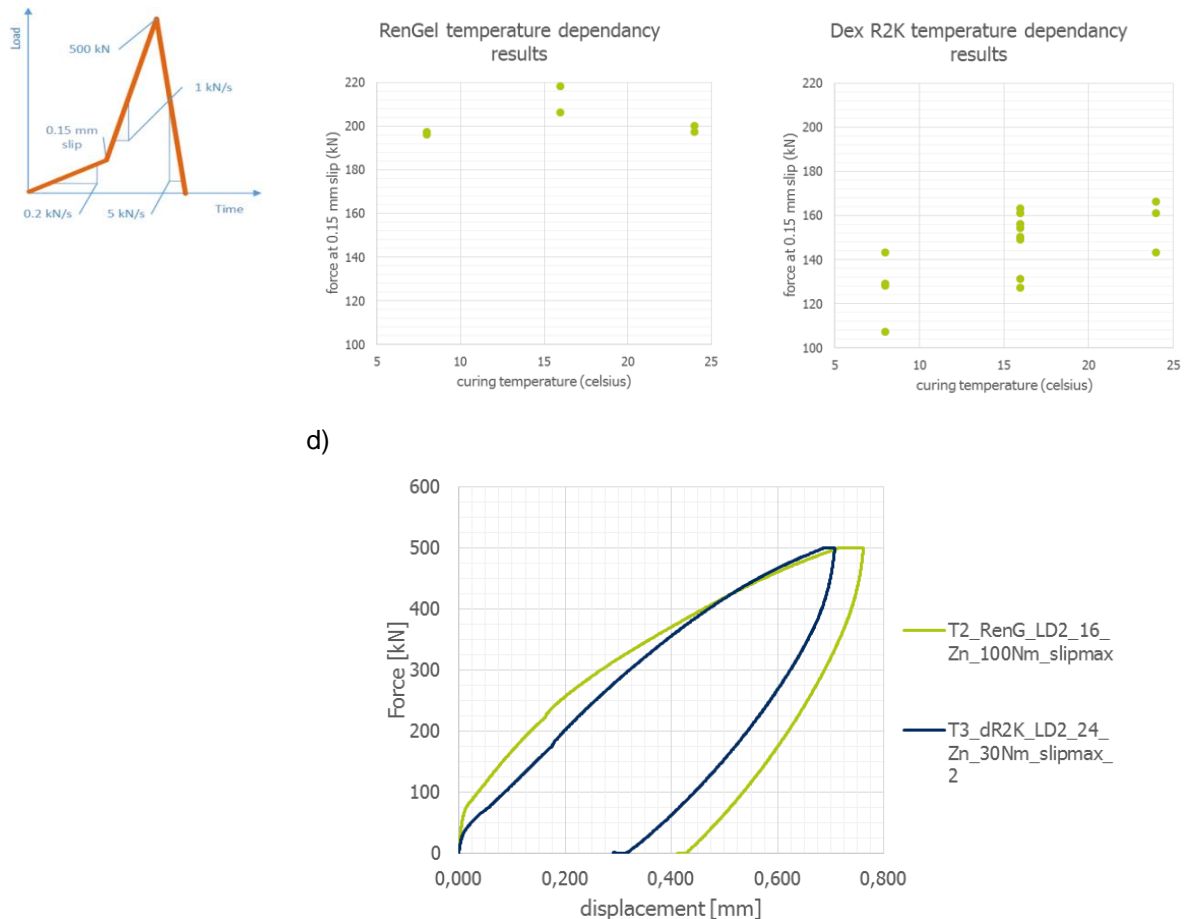 Load
500 kN
1 kN/s
0.15 mm
slip
0.2 kN/s
5 kN/s
Time
RenGel temperature dependancy
results
force at 0.15 mm slip (kN)
220
200
180
160
140
120
100
5
10
15
20
25
curing temperature (celsius)
Dex R2K temperature dependancy
results
force at 0.15 mm slip (kN)
220
200
180
160
140
120
100
5
10
15
20
25
curing temperature (celsius)
d)
Force [kN]
600
500
400
300
200
100
0
0,000
0,200
0,400
0,600
0,800
displacement [mm]
T2_RenG_LD2_16_
Zn_100Nm_slipmax
T3_dR2K_LD2_24_
Zn_30Nm_slipmax_
2